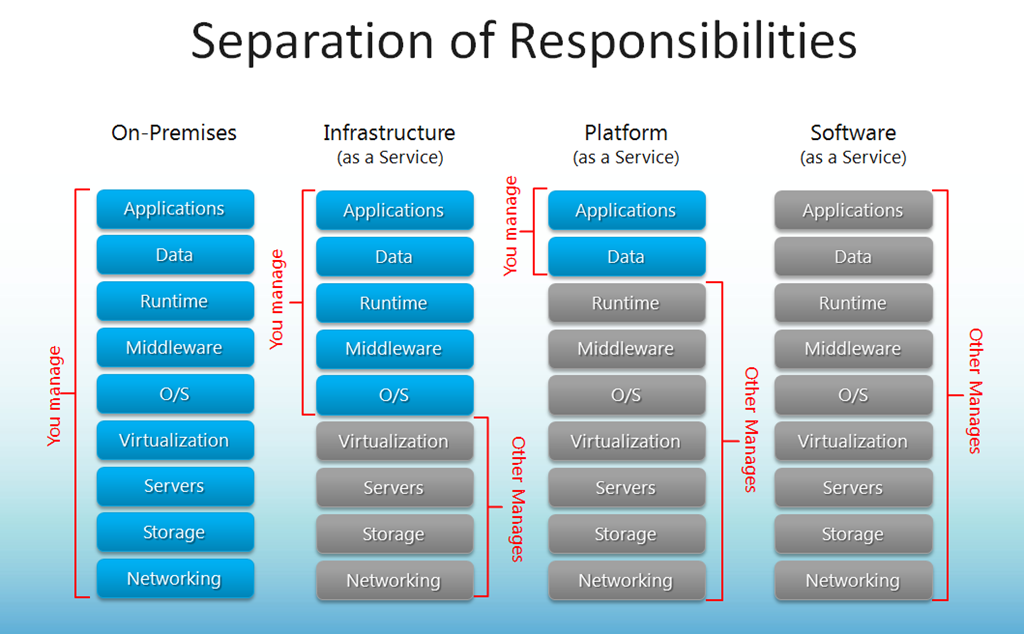 Separation of Responsibilities
On-Premises
You manage
Applications
Data
Runtime
Middleware
O/S
Virtualization
Servers
Storage
Networking
Infrastructure
(as a Service)
You manage
Applications
Data
Runtime
Middleware
O/S
Virtualization
Servers
Storage
Networking
Other Manages
Platform
(as a Service)
You manage
Applications
Data
Runtime
Middleware
O/S
Virtualization
Servers
Storage
Networking
Other Manages
Software
(as a Service)
Applications
Data
Runtime
Middleware
O/S
Virtualization
Servers
Storage
Networking
Other Manages